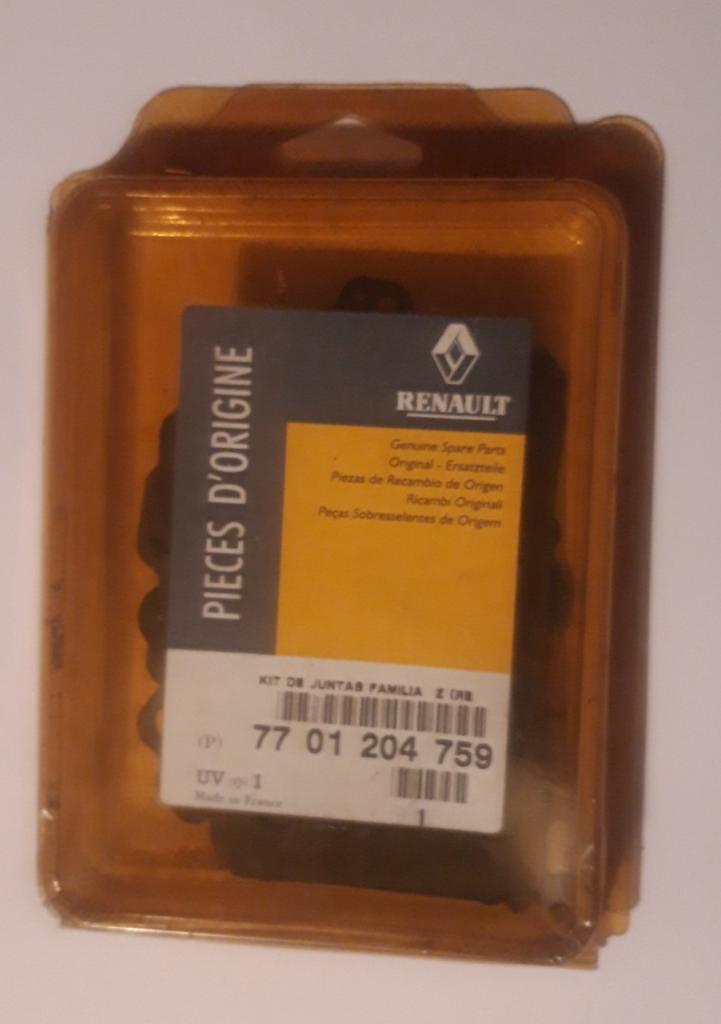 PIECES D'ORIGINE
RENAULT
Genuine Spare Parts
Original - Ersatzteile
Piezas de Recambio de Origen
Ricambi Originali
Peças Sobresselentes de Origem
KIT DE JUNTAS FAMILIA Z (RE
(P) 77 01 204 759
UV 1
Made in France
1